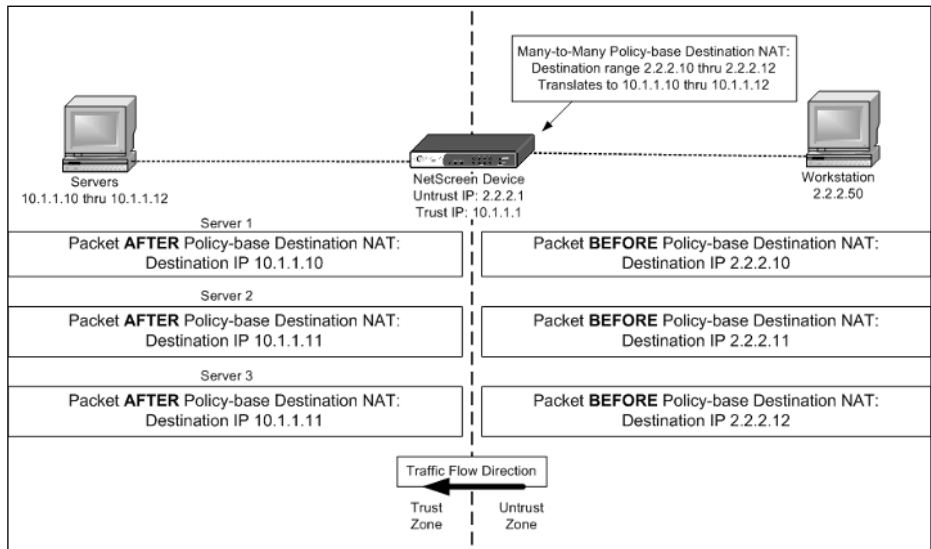 Many-to-Many Policy-base Destination NAT:
Destination range 2.2.2.10 thru 2.2.2.12
Translates to 10.1.1.10 thru 10.1.1.12
Servers
10.1.1.10 thru 10.1.1.12
NetScreen Device
Untrust IP: 2.2.2.1
Trust IP: 10.1.1.1
Workstation
2.2.2.50
Server 1
Packet AFTER Policy-base Destination NAT:
Destination IP 10.1.1.10
Packet BEFORE Policy-base Destination NAT:
Destination IP 2.2.2.10
Server 2
Packet AFTER Policy-base Destination NAT:
Destination IP 10.1.1.11
Packet BEFORE Policy-base Destination NAT:
Destination IP 2.2.2.11
Server 3
Packet AFTER Policy-base Destination NAT:
Destination IP 10.1.1.11
Packet BEFORE Policy-base Destination NAT:
Destination IP 2.2.2.12
Traffic Flow Direction
Trust
Zone
Untrust
Zone